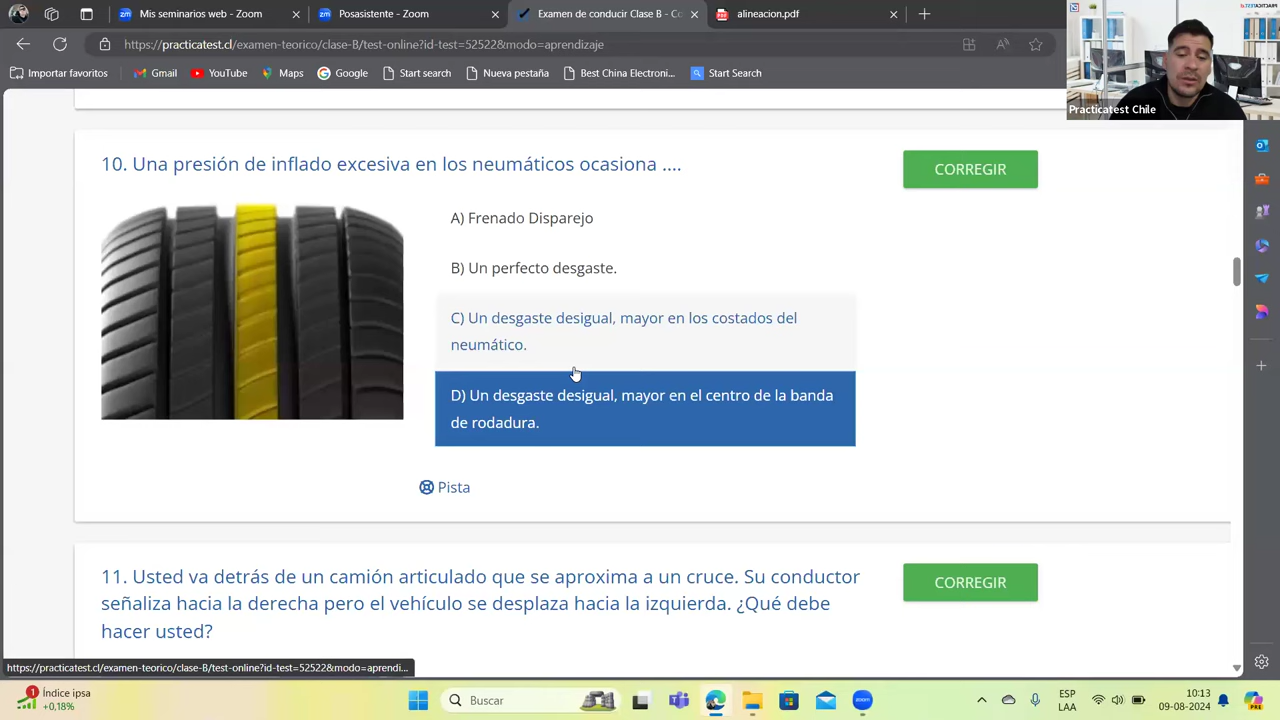 Mis seminarios web - Zoom
Posasistente - Zoom
Examen de conducir Clase B - Co
alineacion.pdf
https://practicatest.cl/examen-teorico/clase-B/test-online?id-test=52522&modo=aprendizaje
Importar favoritos
Gmail
YouTube
Maps
Google
Start search
Nueva pestaña
Best China Electroni...
Start Search
Practicatest Chile
10. Una presión de inflado excesiva en los neumáticos ocasiona ....
CORREGIR
A) Frenado Disparejo
B) Un perfecto desgaste.
C) Un desgaste desigual, mayor en los costados del
neumático.
D) Un desgaste desigual, mayor en el centro de la banda
de rodadura.
Pista
11. Usted va detrás de un camión articulado que se aproxima a un cruce. Su conductor
señaliza hacia la derecha pero el vehículo se desplaza hacia la izquierda. ¿Qué debe
hacer usted?
CORREGIR
https://practicatest.cl/examen-teorico/clase-B/test-online?id-test=52522&modo=aprendi...
1
Índice ipsa
+0,18%
Buscar
zoom
ESP
LAA
10:13
09-08-2024
PRE